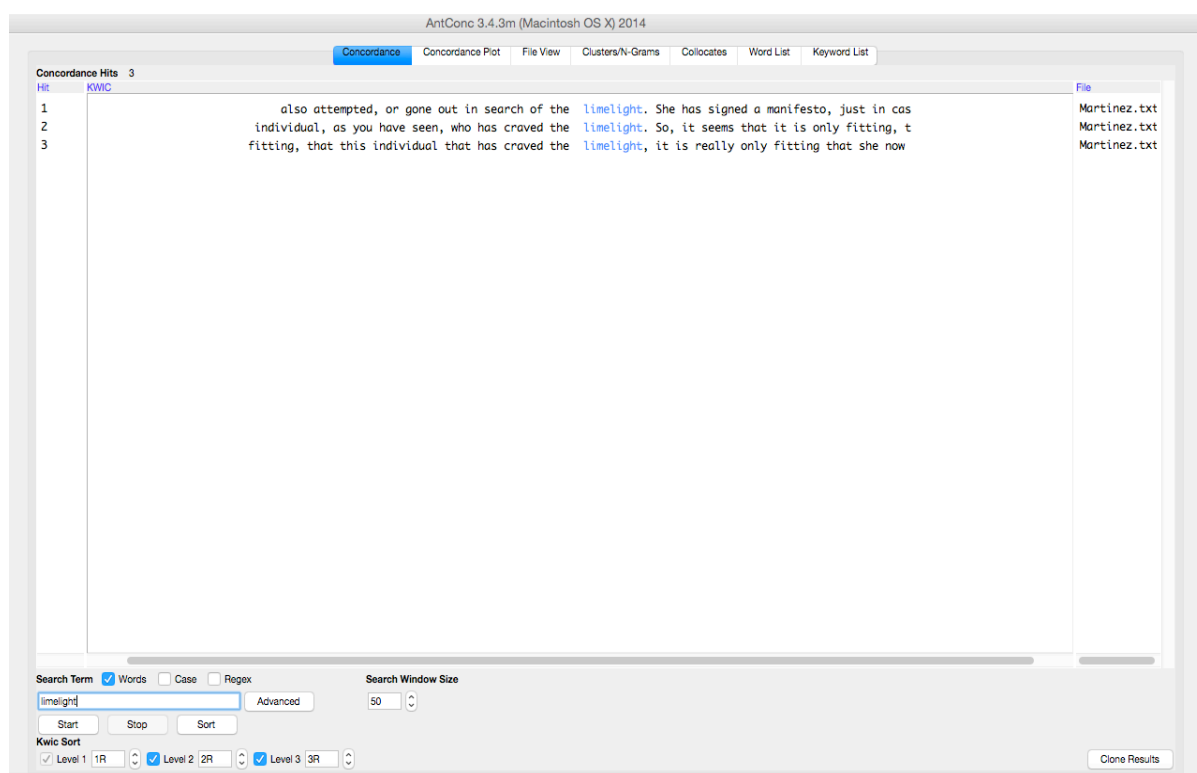 AntConc 3.4.3m (Macintosh OS X) 2014
Concordance Concordance Plot File View Clusters/N-Grams Collocates Word List Keyword List
Concordance Hits 3
Hit KWIC File
1 also attempted, or gone out in search of the limelight. She has signed a manifesto, just in cas Martinez.txt
2 individual, as you have seen, who has craved the limelight. So, it seems that it is only fitting, t Martinez.txt
3 fitting, that this individual that has craved the limelight, it is really only fitting that she now Martinez.txt
Search Term Words Case Regex Search Window Size
limelight Advanced 50
Start Stop Sort
Kwic Sort
Level 1 1R Level 2 2R Level 3 3R Clone Results